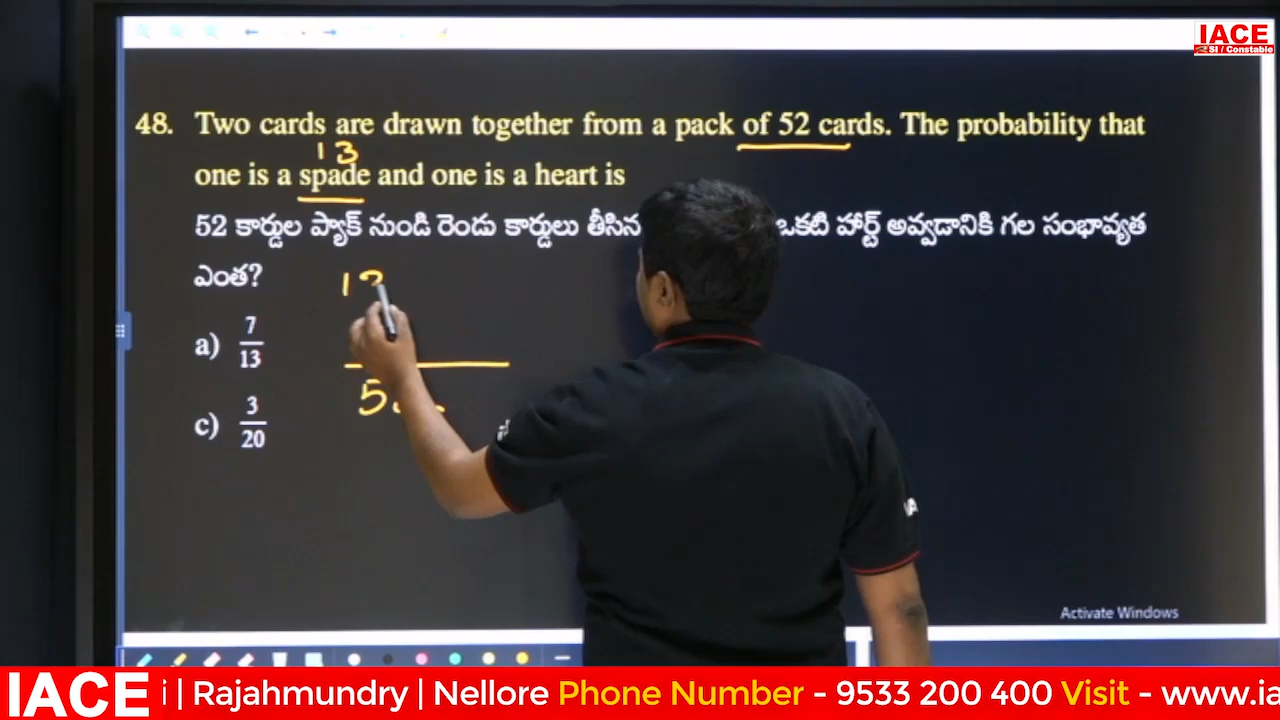 IACE
SI / Constable
48. Two cards are drawn together from a pack of 52 cards. The probability that
13
one is a spade and one is a heart is
52 కార్డుల ప్యాక్ నుండి రెండు కార్డులు తీసిన ఒకటి హార్ట్ అవ్వడానికి గల సంభావ్యత
ఎంత?
13
a) 7/13
5
c) 3/20
Activate Windows
IACE i | Rajahmundry | Nellore Phone Number - 9533 200 400 Visit - www.ia